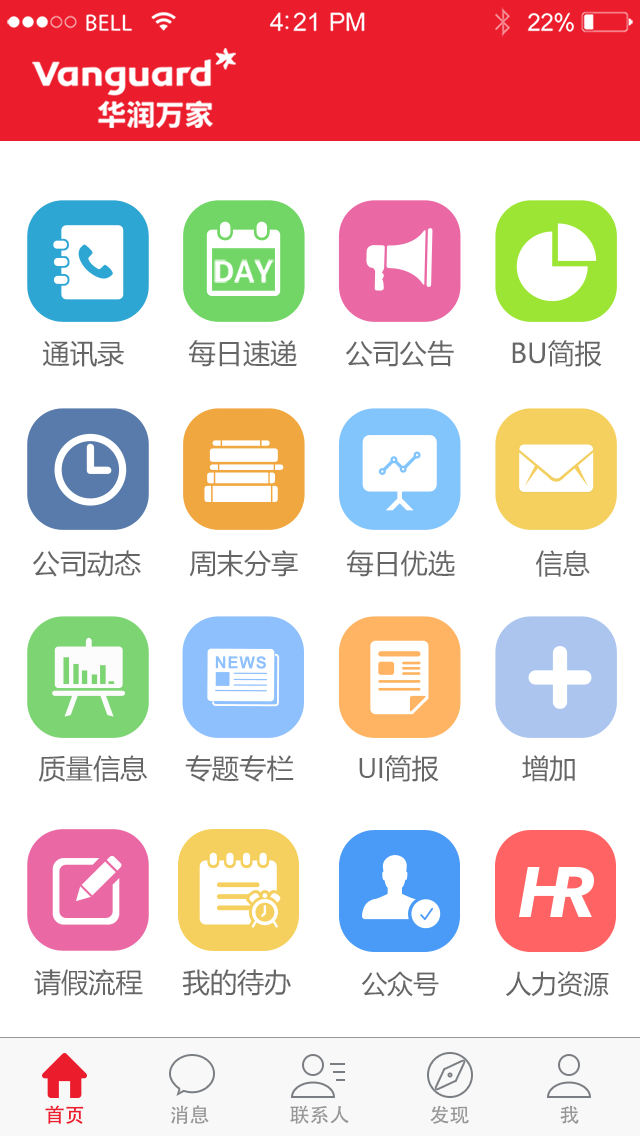 BELL 4:21 PM 22%
Vanguard
华润万家
DAY
通讯录 每日速递 公司公告 BU简报
公司动态 周末分享 每日优选 信息
NEWS
质量信息 专题专栏 UI简报 增加
HR
请假流程 我的待办 公众号 人力资源
首页 消息 联系人 发现 我